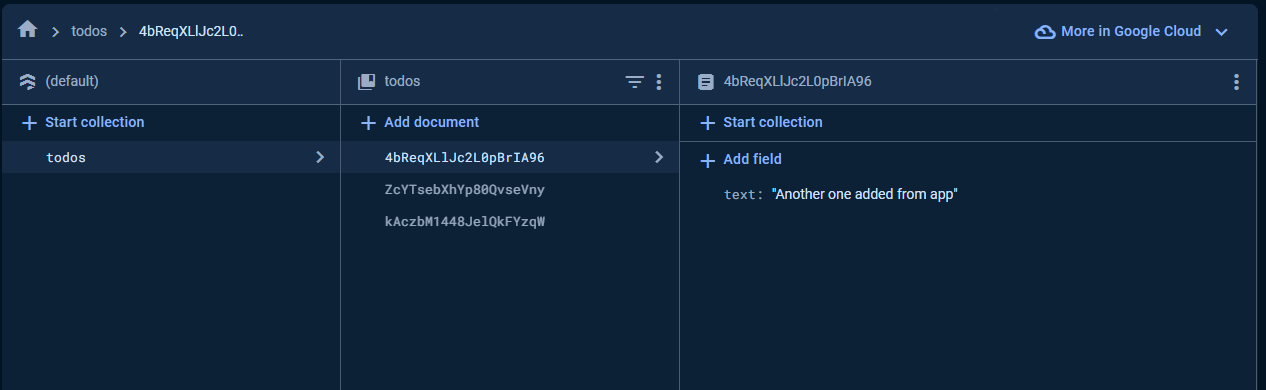 todos 4bReqXLlJc2L0.. More in Google Cloud
(default)
todos
4bReqXLlJc2L0pBrIA96
Start collection
Add document
Start collection
todos
4bReqXLlJc2L0pBrIA96
ZcYTsebXhYp80QvseVny
kAczbM1448JelQkFYzqW
Add field
text: "Another one added from app"